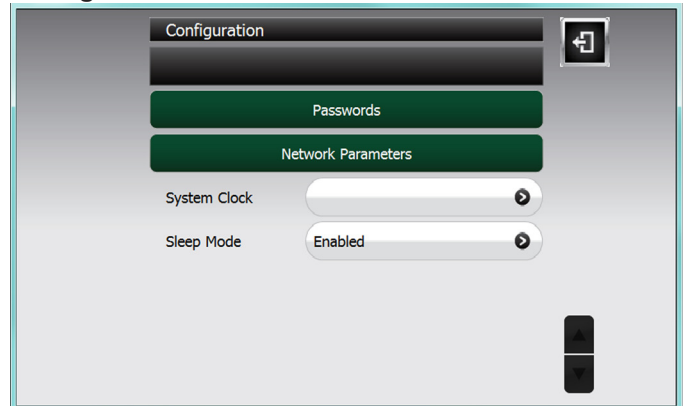 Configuration
Passwords
Network Parameters
System Clock
Sleep Mode Enabled